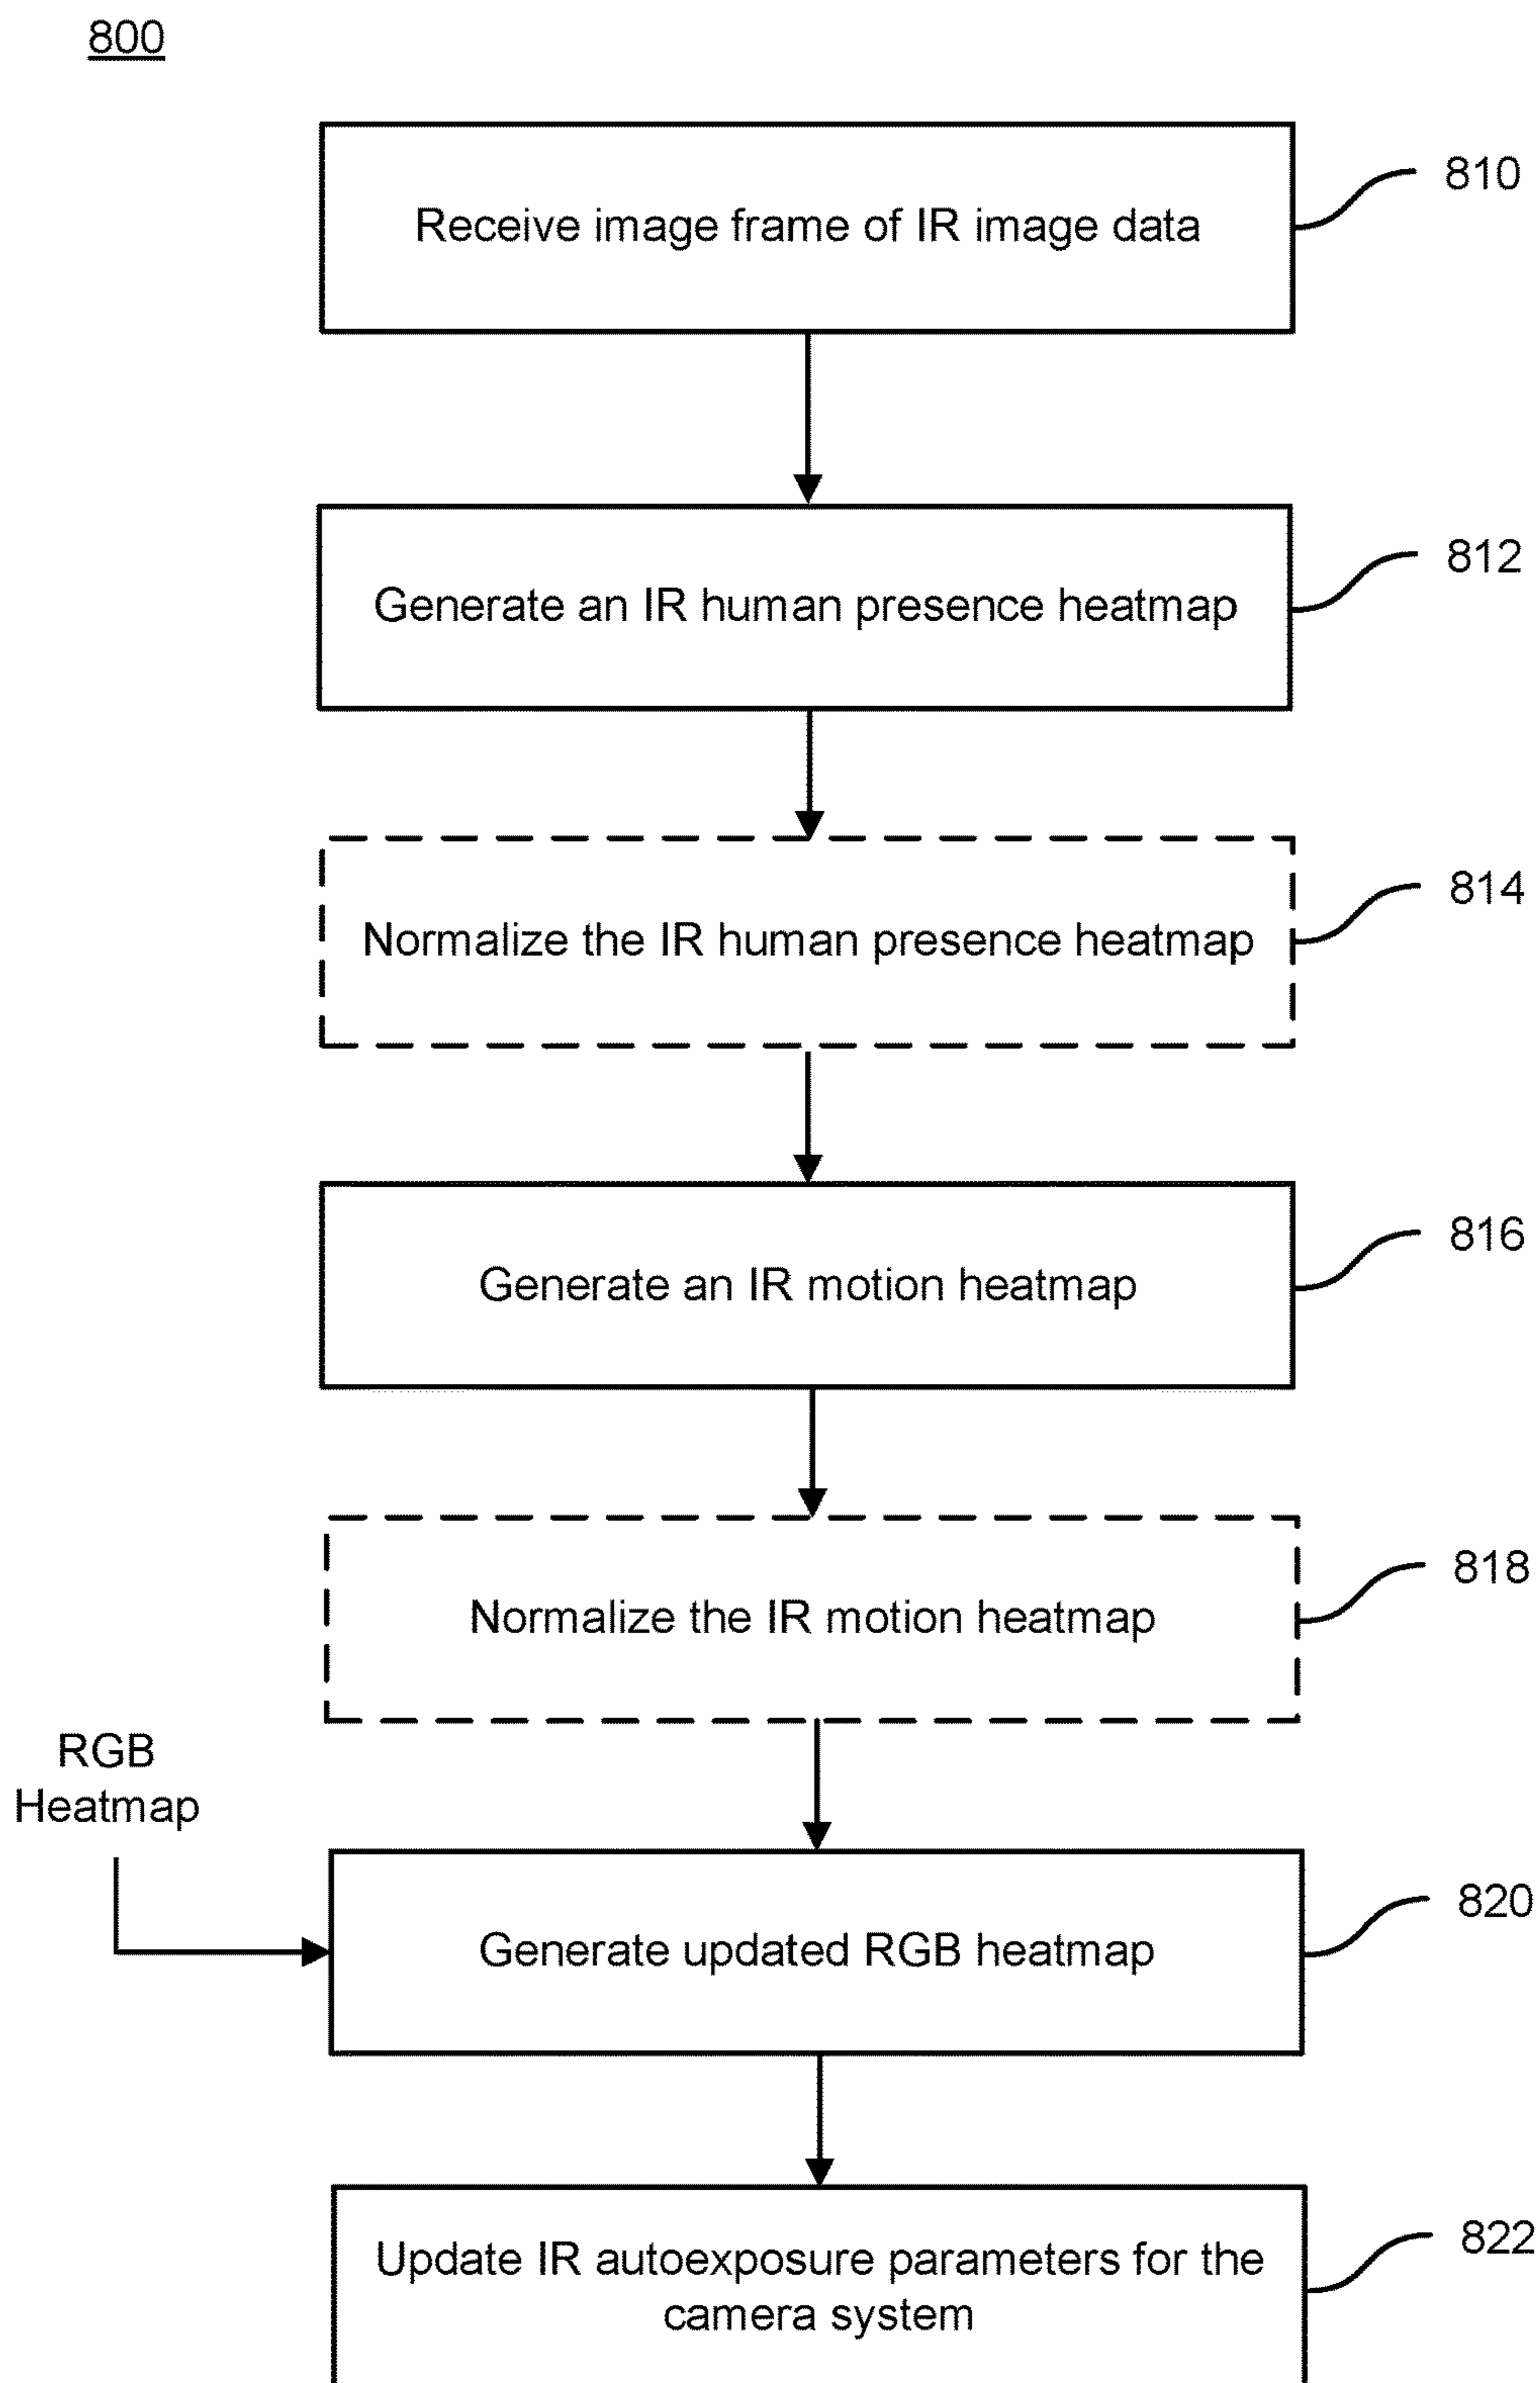 800
Receive image frame of IR image data
810
Generate an IR human presence heatmap
812
Normalize the IR human presence heatmap
814
Generate an IR motion heatmap
816
Normalize the IR motion heatmap
818
RGB
Heatmap
Generate updated RGB heatmap
820
Update IR autoexposure parameters for the
camera system
822